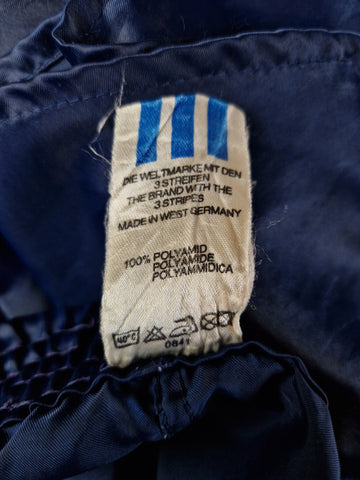 DIE WELTMARKE MIT DEN
3 STREIFEN
THE BRAND WITH THE
3 STRIPES
MADE IN WEST GERMANY
100% POLYAMID
POLYAMIDE
POLYAMMIDICA
40°C
0841